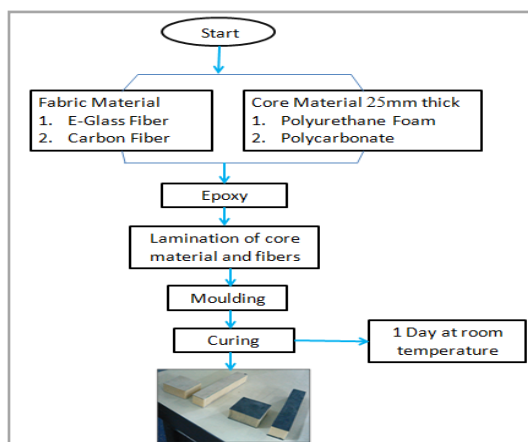 Start
Fabric Material
1. E-Glass Fiber
2. Carbon Fiber
Core Material 25mm thick
1. Polyurethane Foam
2. Polycarbonate
Epoxy
Lamination of core
material and fibers
Moulding
Curing
1 Day at room
temperature